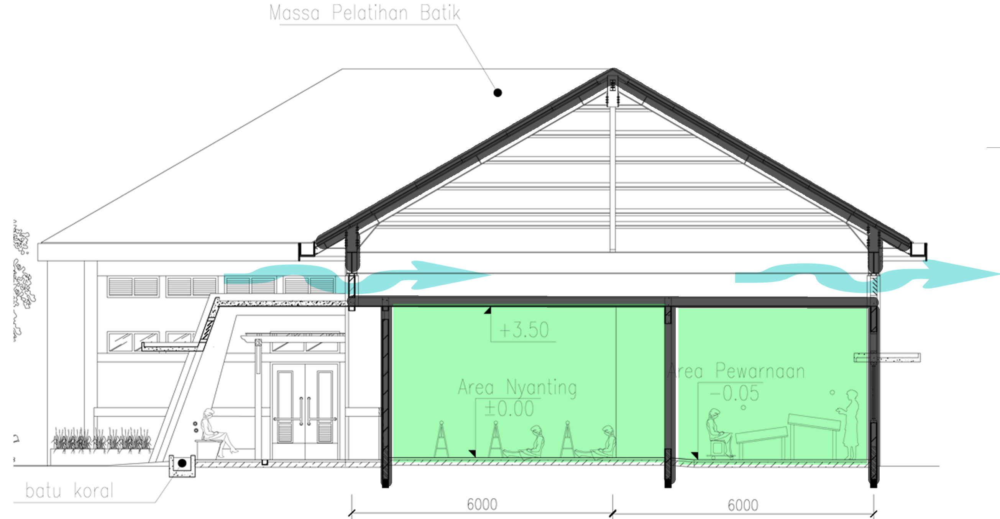 Massa Pelatihan Batik
+3.50
Area Nyanting
±0.00
Area Pewarnaan
-0.05
batu koral
6000
6000